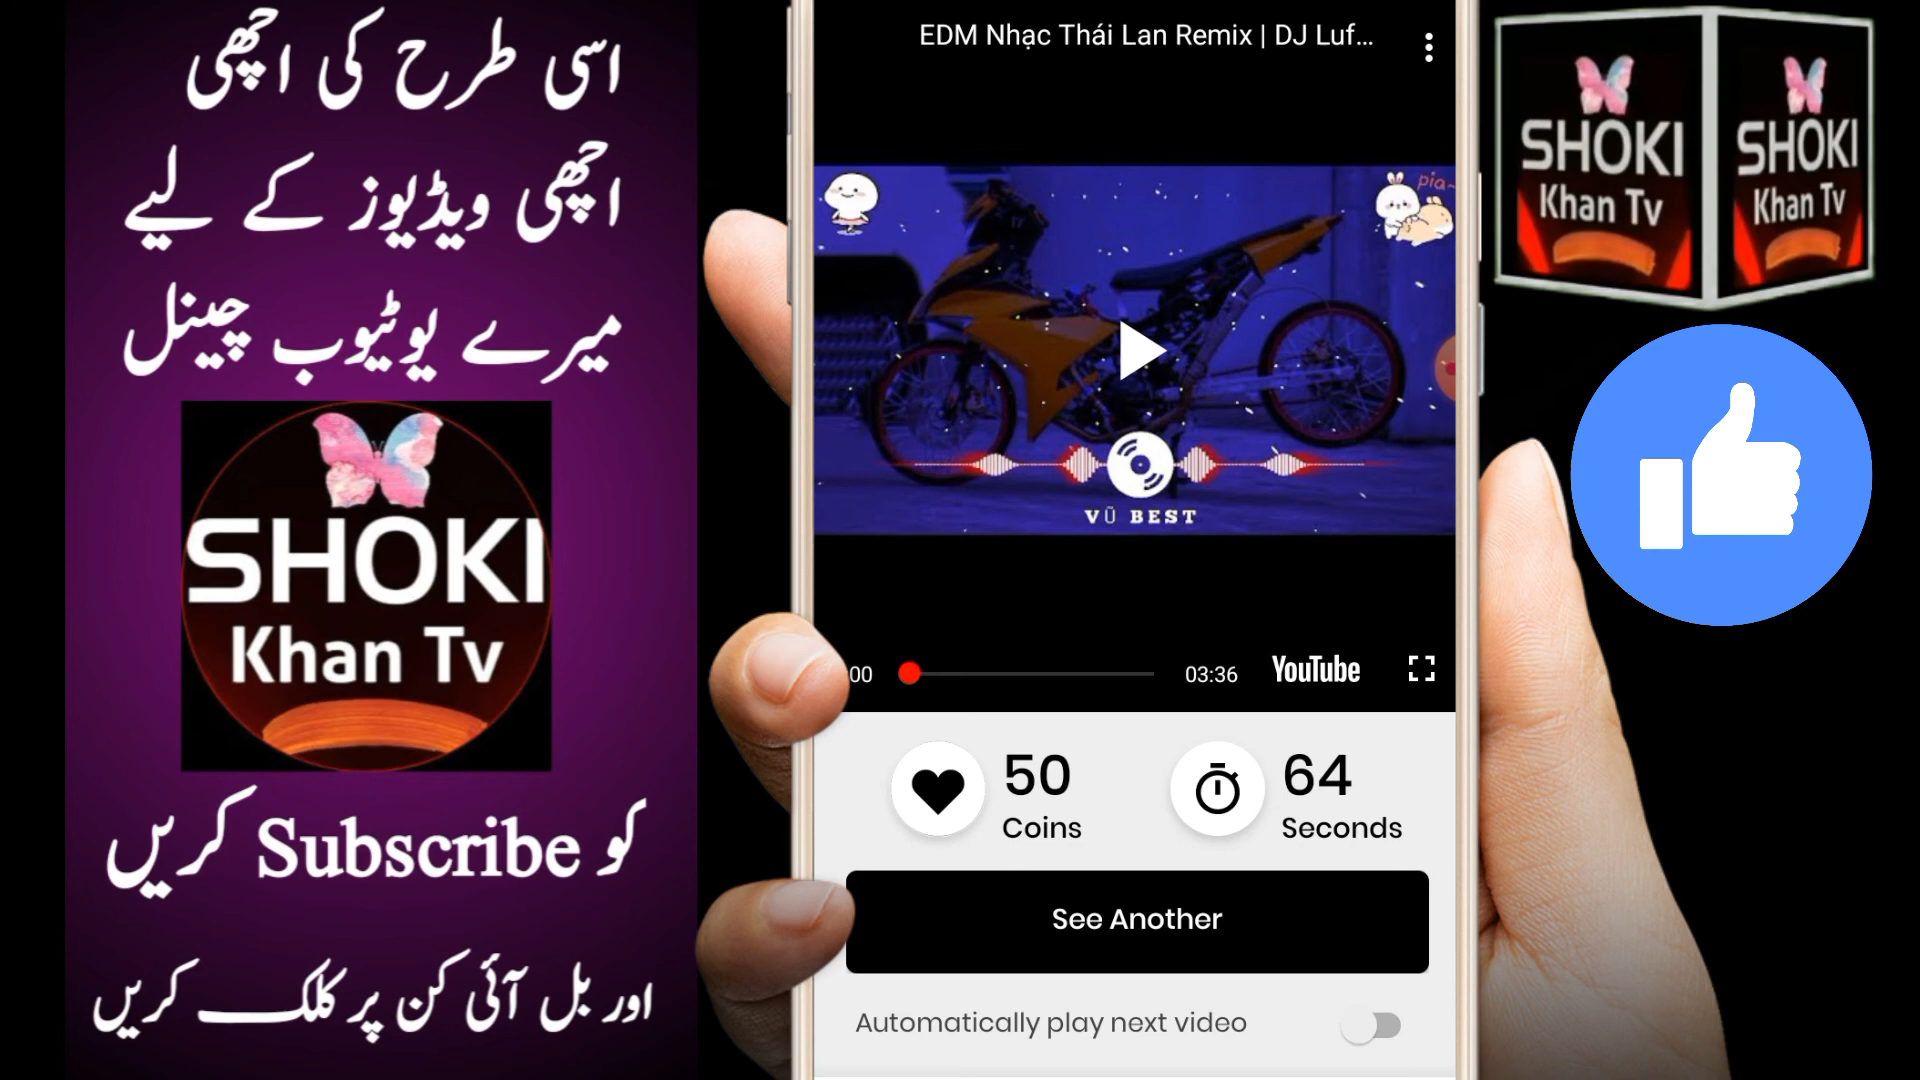 اسی طرح کی اچھی
اچھی ویڈیوز کے لیے
میرے یوٹیوب چینل
SHOKI
Khan Tv
کو Subscribe کریں
اور بل آئی کن پر کلک کریں
EDM Nhạc Thái Lan Remix | DJ Luf...
pia~
VŨ BEST
00
03:36
YouTube
50
Coins
64
Seconds
See Another
Automatically play next video
SHOKI
Khan Tv
SHOKI
Khan Tv